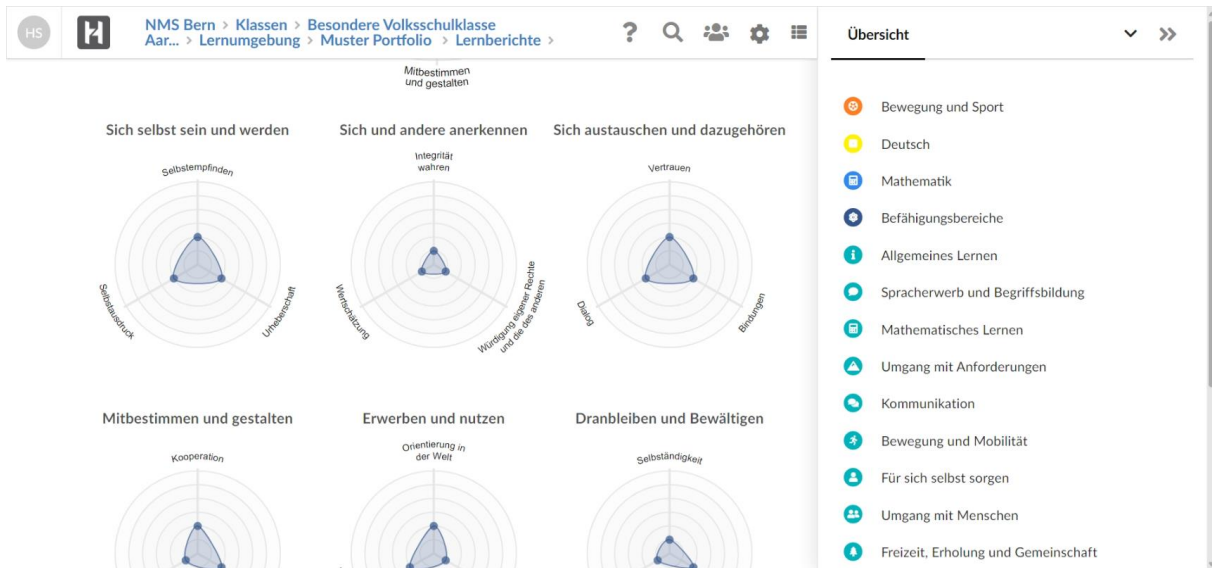 HS
NMS Bern > Klassen > Besondere Volksschulklasse
Aar... > Lernumgebung > Muster Portfolio > Lernberichte >
?
Übersicht
Mitbestimmen
und gestalten
Sich selbst sein und werden
Selbstempfinden
Selbstausdruck
Urheberschaft
Sich und andere anerkennen
Integrität
wahren
Wertschätzung
Würdigung eigener Rechte
und die des anderen
Sich austauschen und dazugehören
Vertrauen
Dialog
Bindungen
Mitbestimmen und gestalten
Kooperation
Erwerben und nutzen
Orientierung in
der Welt
Dranbleiben und Bewältigen
Selbständigkeit
Bewegung und Sport
Deutsch
Mathematik
Befähigungsbereiche
Allgemeines Lernen
Spracherwerb und Begriffsbildung
Mathematisches Lernen
Umgang mit Anforderungen
Kommunikation
Bewegung und Mobilität
Für sich selbst sorgen
Umgang mit Menschen
Freizeit, Erholung und Gemeinschaft